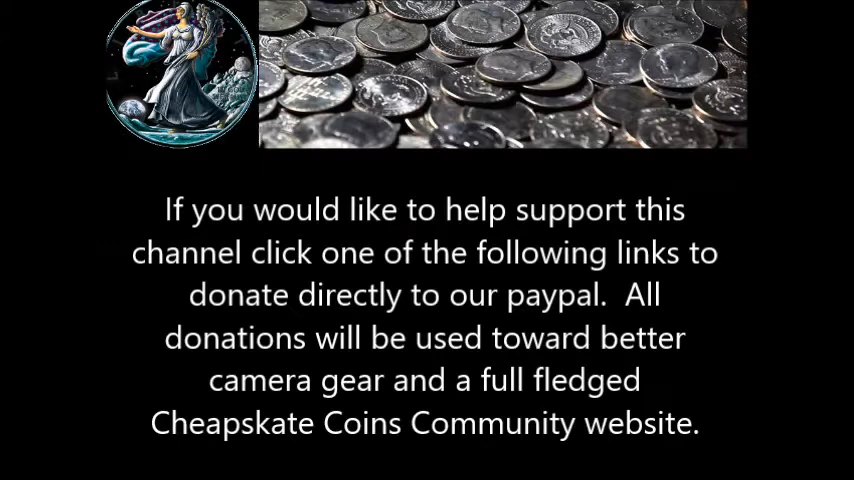 If you would like to help support this
channel click one of the following links to
donate directly to our paypal.  All
donations will be used toward better
camera gear and a full fledged
Cheapskate Coins Community website.